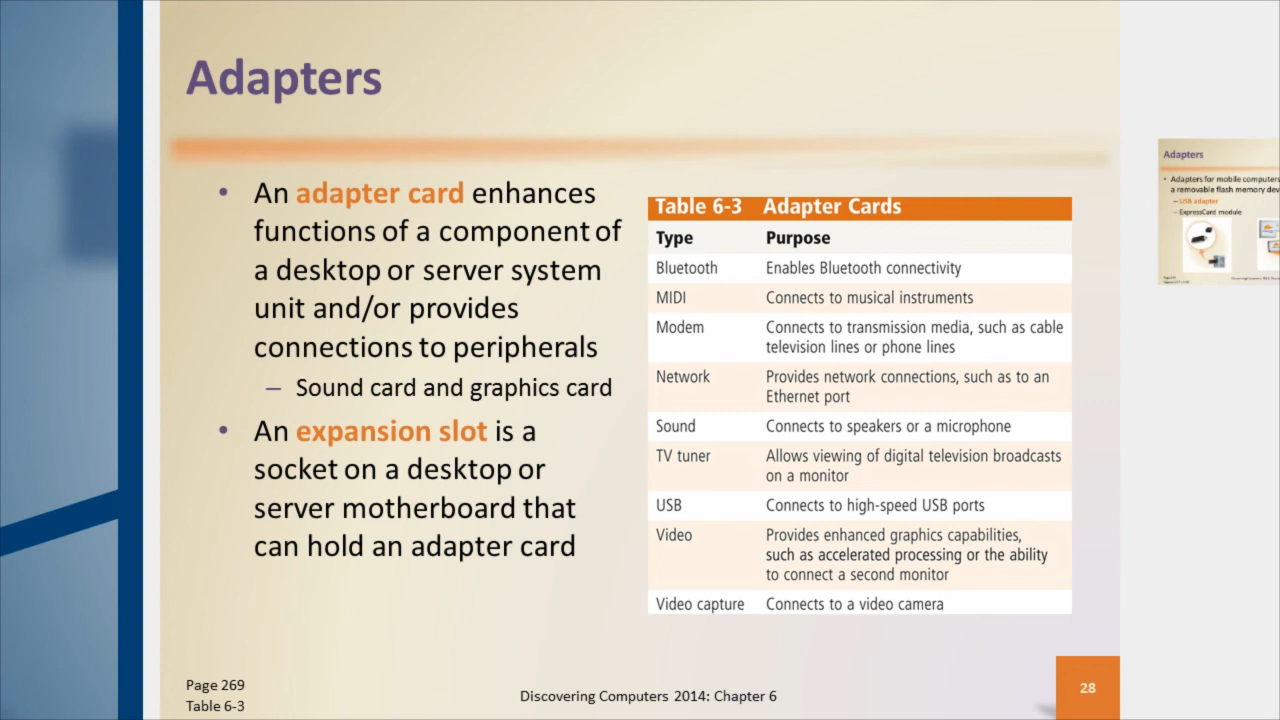 Adapters
• An adapter card enhances
functions of a component of
a desktop or server system
unit and/or provides
connections to peripherals
– Sound card and graphics card
• An expansion slot is a
socket on a desktop or
server motherboard that
can hold an adapter card
Table 6-3 Adapter Cards
Type Purpose
Bluetooth Enables Bluetooth connectivity
MIDI Connects to musical instruments
Modem Connects to transmission media, such as cable
television lines or phone lines
Network Provides network connections, such as to an
Ethernet port
Sound Connects to speakers or a microphone
TV tuner Allows viewing of digital television broadcasts
on a monitor
USB Connects to high-speed USB ports
Video Provides enhanced graphics capabilities,
such as accelerated processing or the ability
to connect a second monitor
Video capture Connects to a video camera
Page 269
Table 6-3
Discovering Computers 2014: Chapter 6
28
Adapters
• Adapters for mobile computers
a removable flash memory dev
– USB adapter
– ExpressCard module